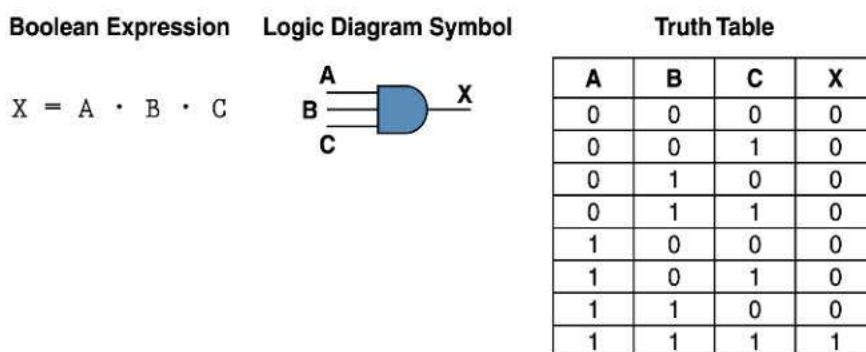 Boolean Expression
Logic Diagram Symbol
Truth Table
X = A · B · C
A
B
C
X
A B C X
0 0 0 0
0 0 1 0
0 1 0 0
0 1 1 0
1 0 0 0
1 0 1 0
1 1 0 0
1 1 1 1